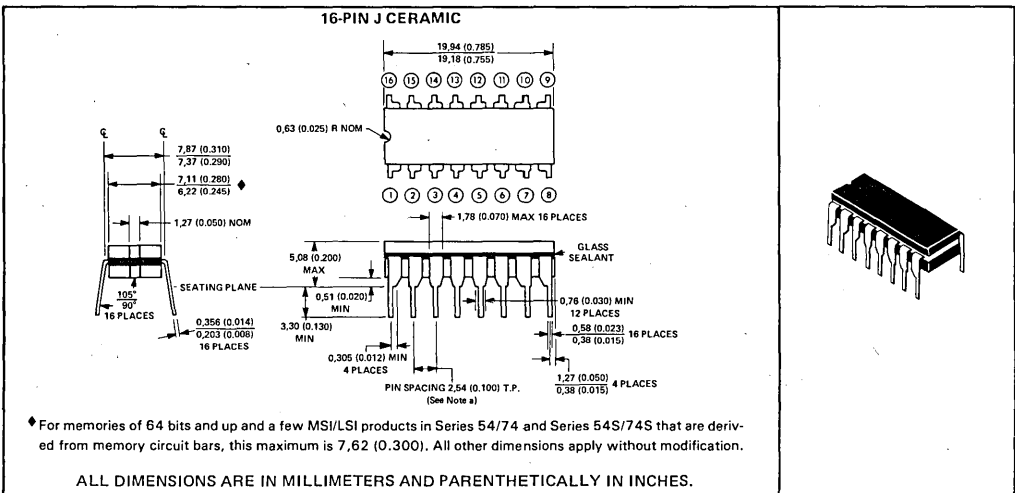 16-PIN J CERAMIC
19,94 (0.785)
19,18 (0.755)
16 15 14 13 12 11 10 9
0,63 (0.025) R NOM
℄ ℄
7,87 (0.310)
7,37 (0.290)
7,11 (0.280)
6,22 (0.245) ♦
1 2 3 4 5 6 7 8
1,27 (0.050) NOM
1,78 (0.070) MAX 16 PLACES
5,08 (0.200)
MAX
GLASS
SEALANT
SEATING PLANE
105°
90°
16 PLACES
0,51 (0.020)
MIN
0,76 (0.030) MIN
12 PLACES
0,356 (0.014)
0,203 (0.008)
16 PLACES
3,30 (0.130)
MIN
0,58 (0.023)
0,38 (0.015) 16 PLACES
0,305 (0.012) MIN
4 PLACES
1,27 (0.050)
0,38 (0.015) 4 PLACES
PIN SPACING 2,54 (0.100) T.P.
(See Note a)
♦ For memories of 64 bits and up and a few MSI/LSI products in Series 54/74 and Series 54S/74S that are deriv-
ed from memory circuit bars, this maximum is 7,62 (0.300). All other dimensions apply without modification.
ALL DIMENSIONS ARE IN MILLIMETERS AND PARENTHETICALLY IN INCHES.